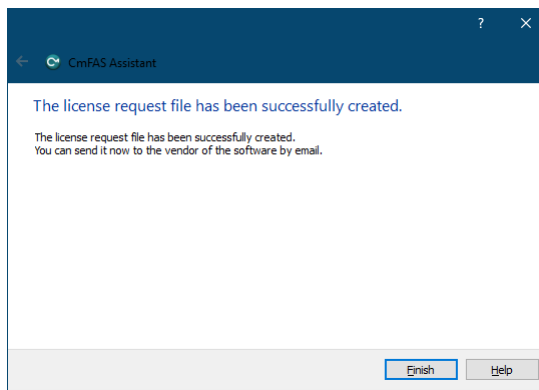 ?
CmFAS Assistant
The license request file has been successfully created.
The license request file has been successfully created.
You can send it now to the vendor of the software by email.
Finish Help